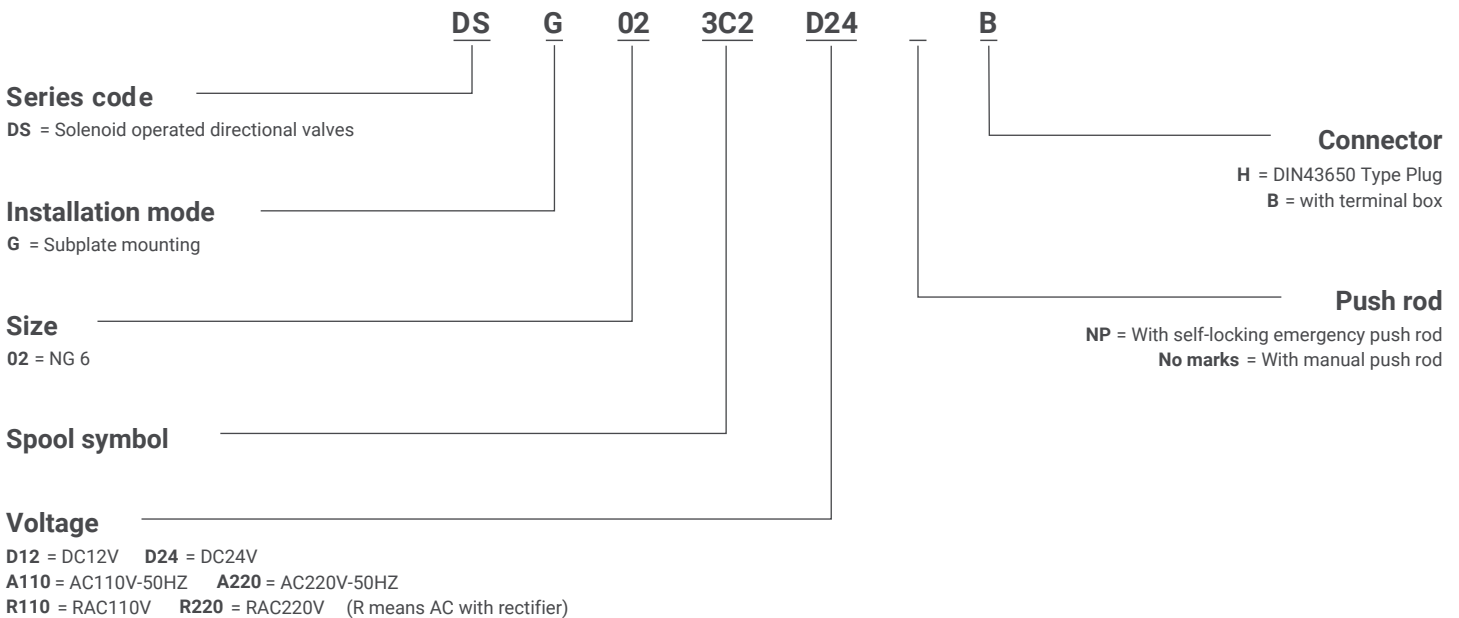 DS G 02 3C2 D24 _ B
Series code
DS = Solenoid operated directional valves
Connector
H = DIN43650 Type Plug
B = with terminal box
Installation mode
G = Subplate mounting
Push rod
NP = With self-locking emergency push rod
No marks = With manual push rod
Size
02 = NG 6
Spool symbol
Voltage
D12 = DC12V D24 = DC24V
A110 = AC110V-50HZ A220 = AC220V-50HZ
R110 = RAC110V R220 = RAC220V (R means AC with rectifier)